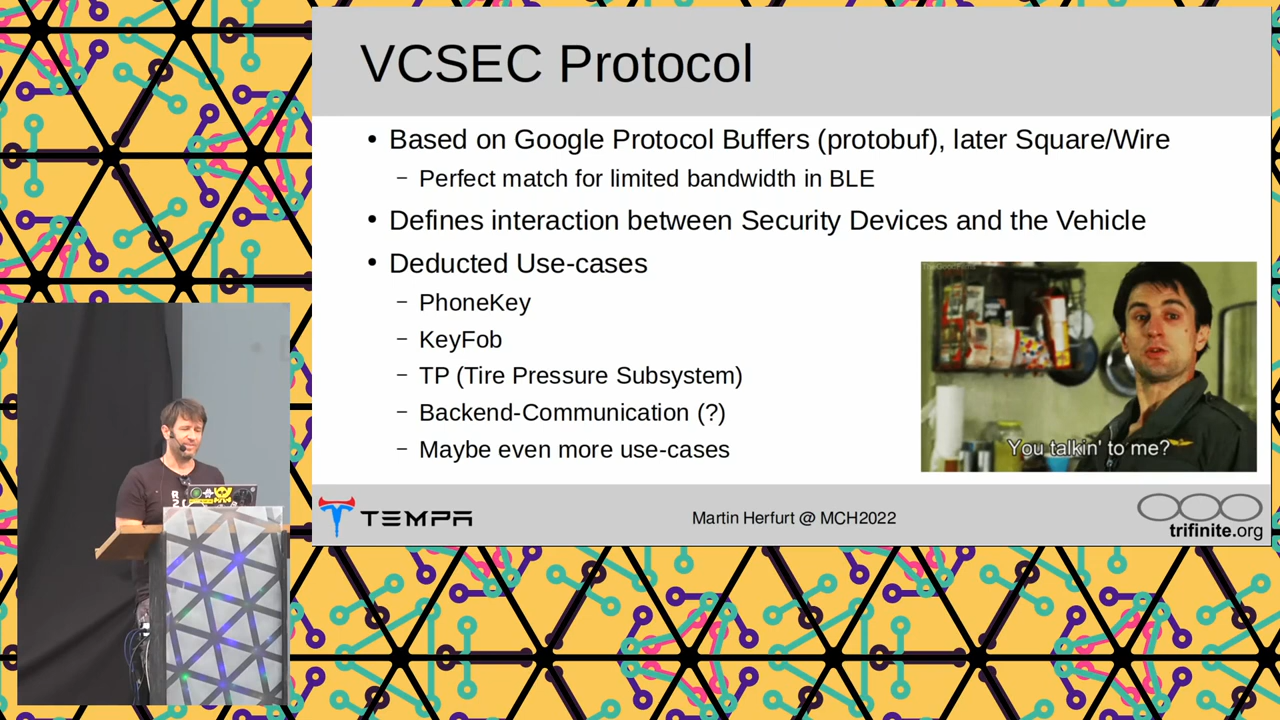 VCSEC Protocol
• Based on Google Protocol Buffers (protobuf), later Square/Wire
– Perfect match for limited bandwidth in BLE
• Defines interaction between Security Devices and the Vehicle
• Deducted Use-cases
– PhoneKey
– KeyFob
– TP (Tire Pressure Subsystem)
– Backend-Communication (?)
– Maybe even more use-cases
You talkin' to me?
TEMPA
Martin Herfurt @ MCH2022
trifinite.org